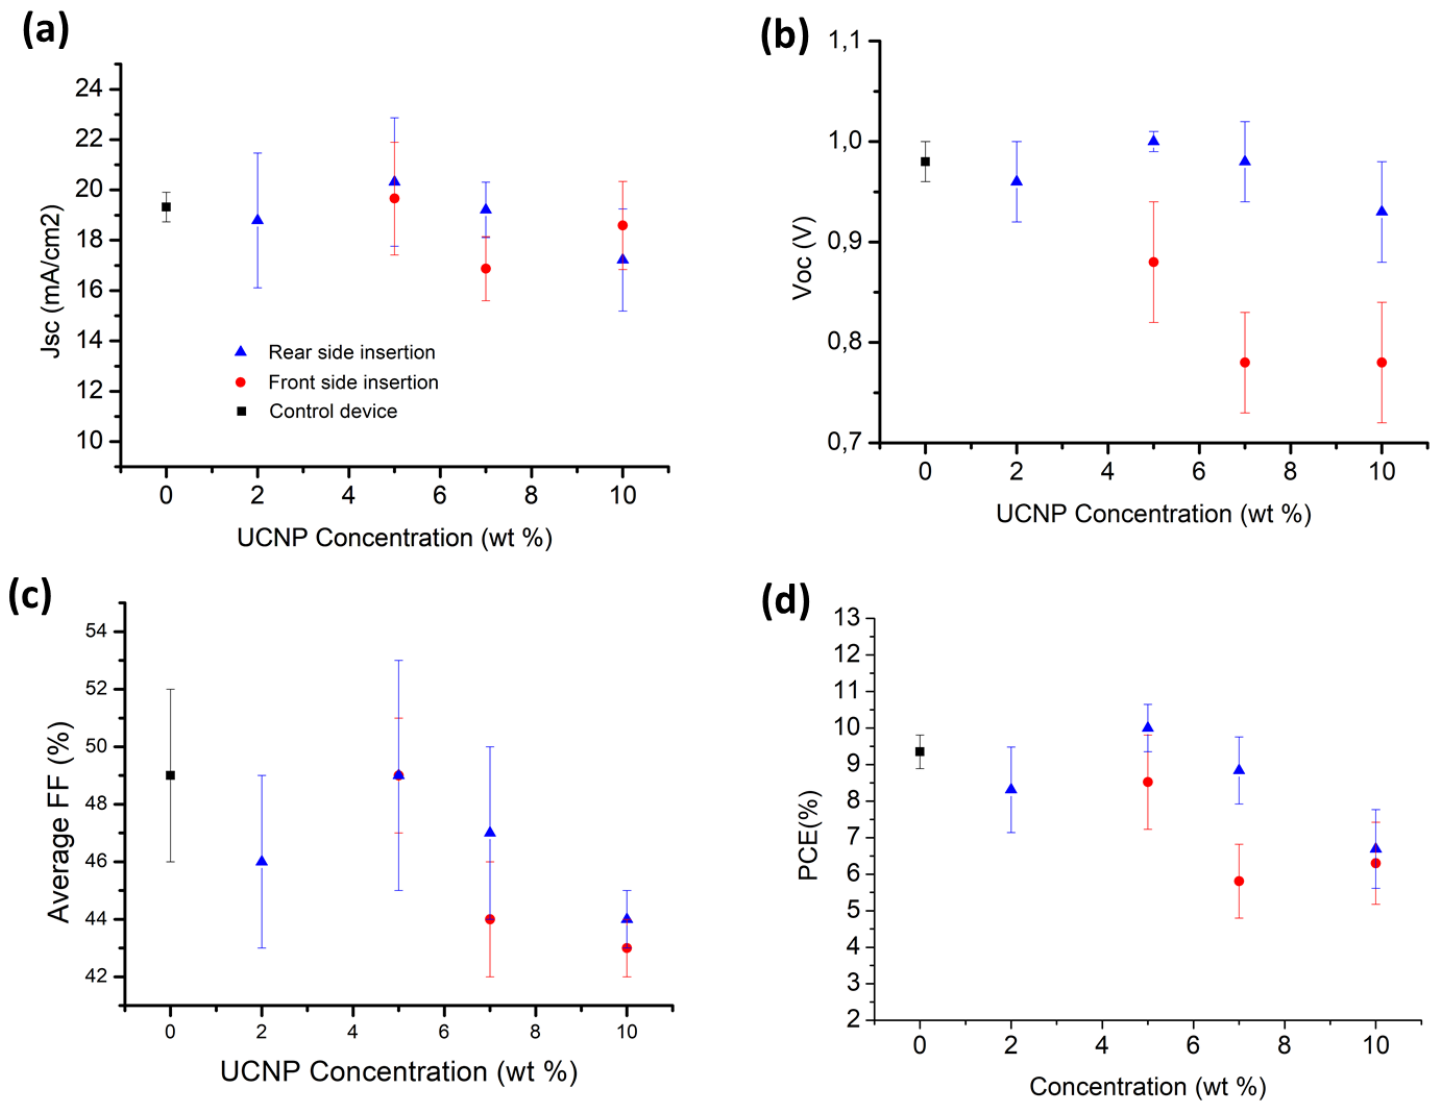 (a)
24
22
20
18
16
14
12
10
Jsc (mA/cm2)
Rear side insertion
Front side insertion
Control device
0 2 4 6 8 10
UCNP Concentration (wt %)
(b)
1,1
1,0
0,9
0,8
0,7
Voc (V)
0 2 4 6 8 10
UCNP Concentration (wt %)
(c)
54
52
50
48
46
44
42
Average FF (%)
0 2 4 6 8 10
UCNP Concentration (wt %)
(d)
13
12
11
10
9
8
7
6
5
4
3
2
PCE(%)
0 2 4 6 8 10
Concentration (wt %)